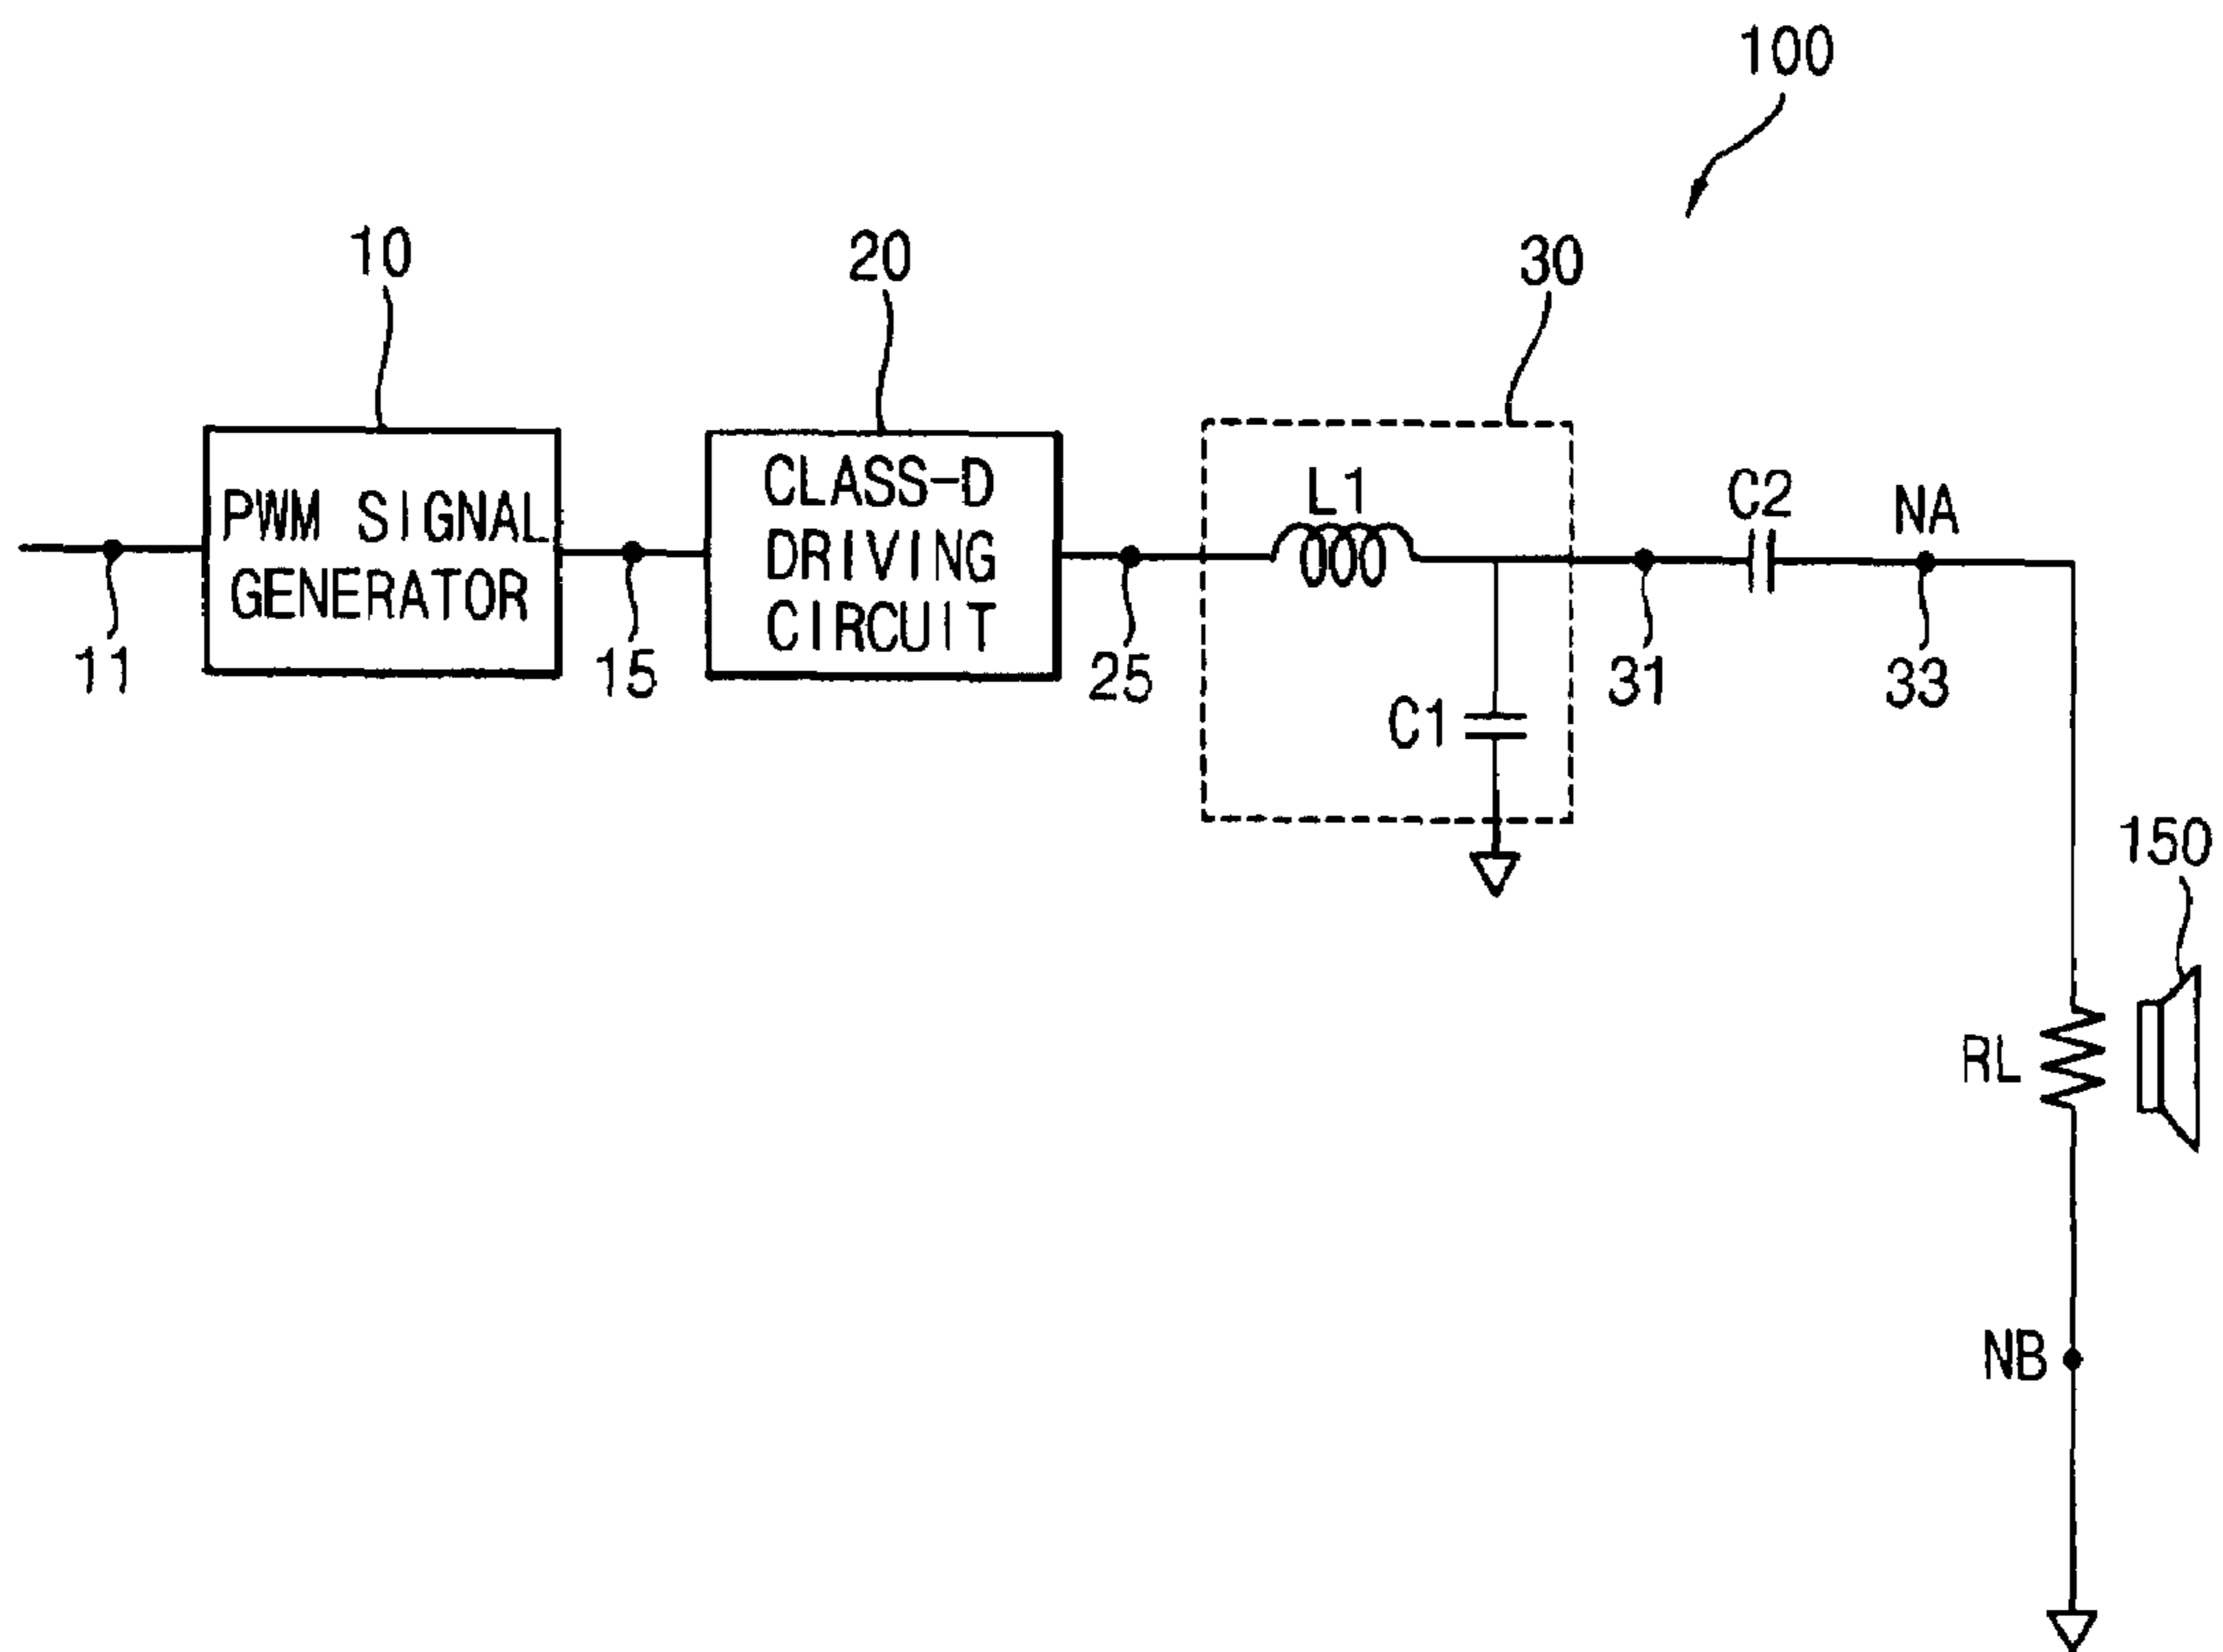 100
10
20
30
PWM SIGNAL
GENERATOR
CLASS-D
DRIVING
CIRCUIT
L1
C2
NA
11
15
25
C1
31
33
150
RL
NB